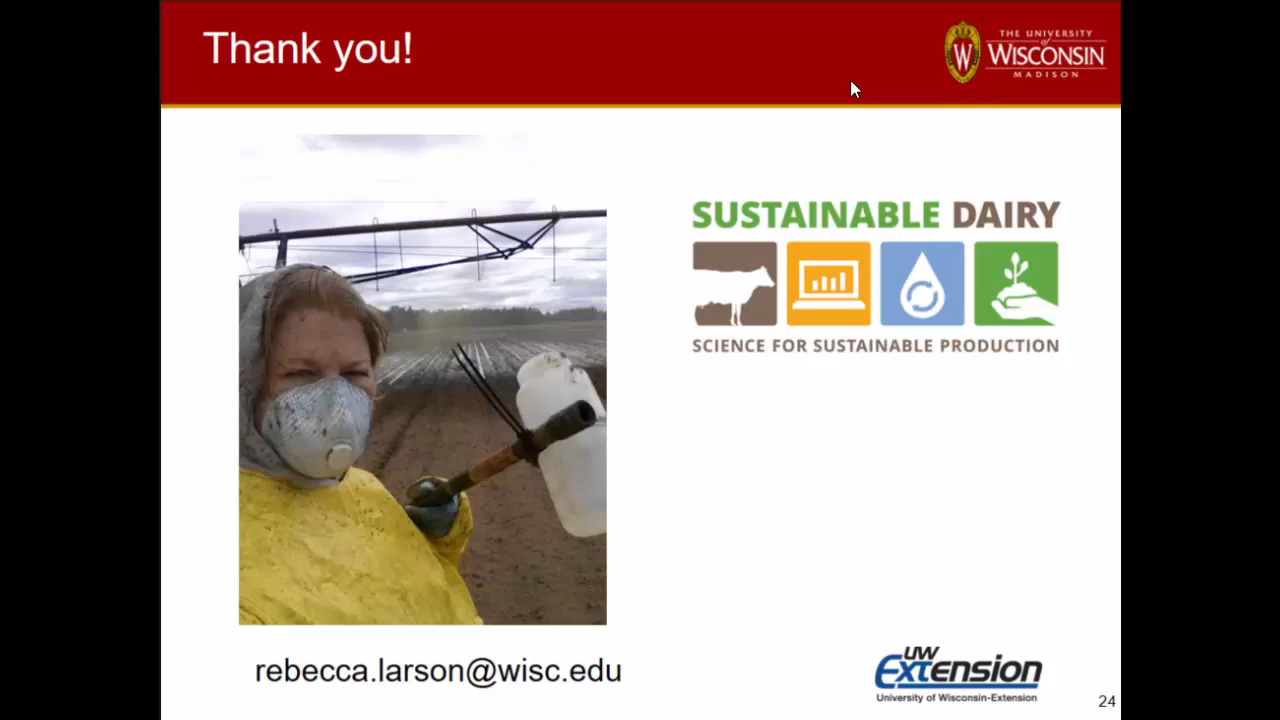 Thank you!
THE UNIVERSITY
of
WISCONSIN
MADISON
SUSTAINABLE DAIRY
SCIENCE FOR SUSTAINABLE PRODUCTION
rebecca.larson@wisc.edu
UW
Extension
University of Wisconsin-Extension
24